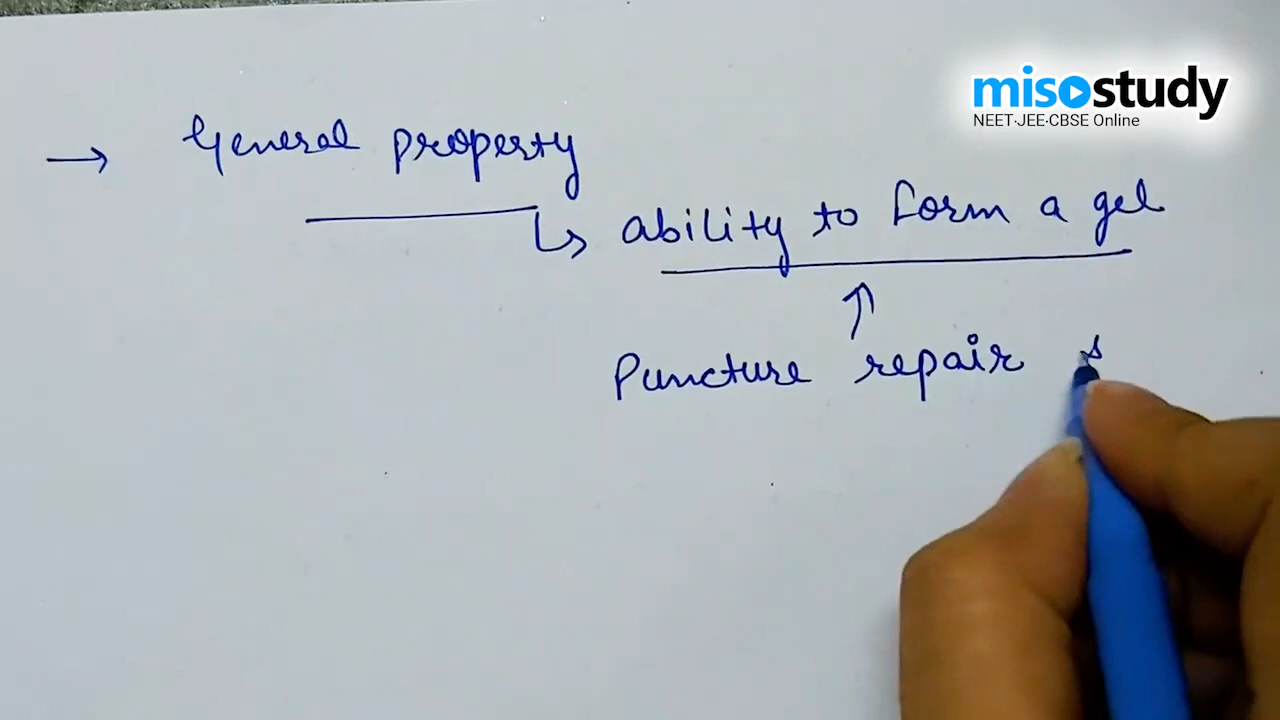 misostudy
NEET·JEE·CBSE Online
→ General property
↳ ability to form a gel
↑
Puncture repair s